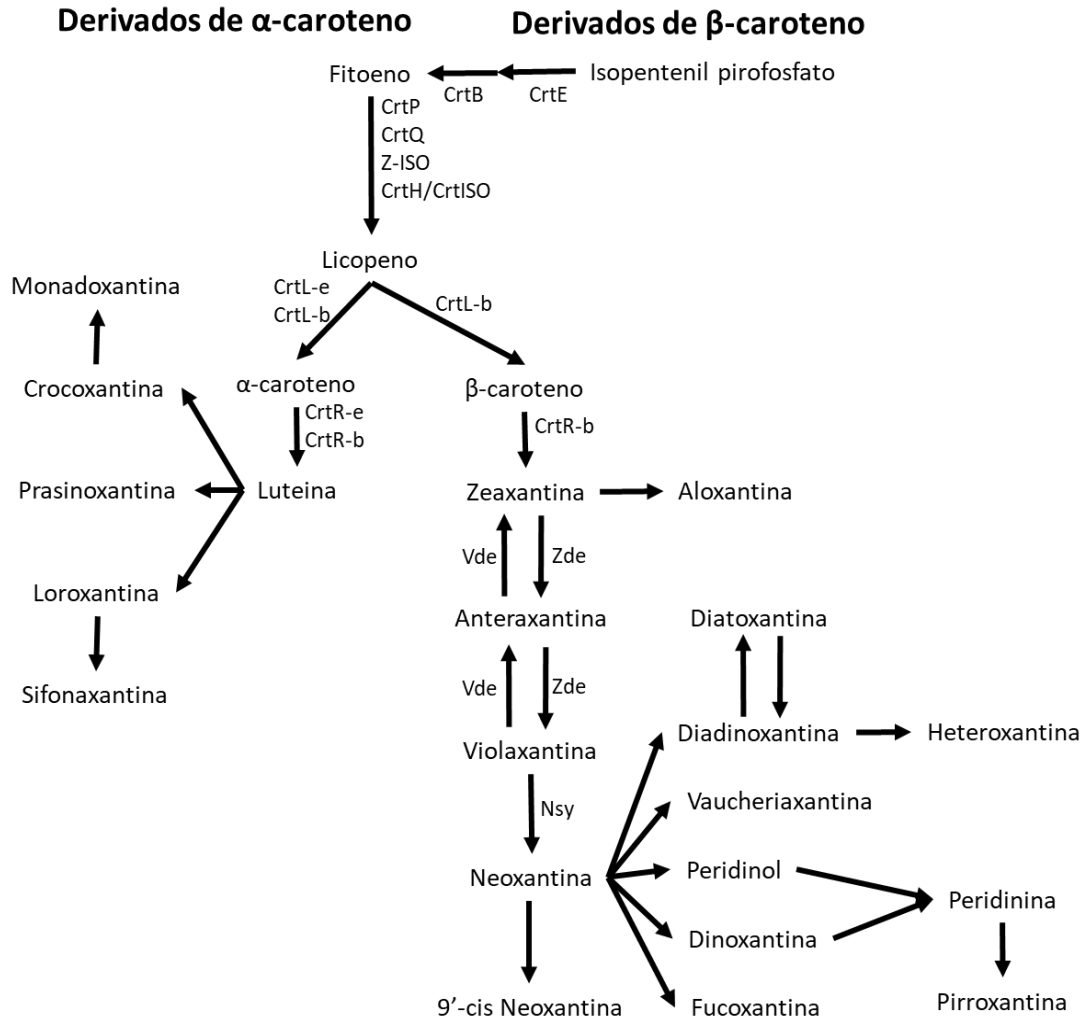 Derivados de α-caroteno
Derivados de β-caroteno
Fitoeno
Isopentenil pirofosfato
CrtB
CrtE
CrtP
CrtQ
Z-ISO
CrtH/CrtISO
Licopeno
Monadoxantina
CrtL-e
CrtL-b
CrtL-b
Crocoxantina
α-caroteno
β-caroteno
CrtR-e
CrtR-b
CrtR-b
Prasinoxantina
Luteina
Zeaxantina
Aloxantina
Vde
Zde
Loroxantina
Anteraxantina
Diatoxantina
Sifonaxantina
Vde
Zde
Violaxantina
Diadinoxantina
Heteroxantina
Nsy
Vaucheriaxantina
Neoxantina
Peridinol
Peridinina
Dinoxantina
9’-cis Neoxantina
Fucoxantina
Pirroxantina